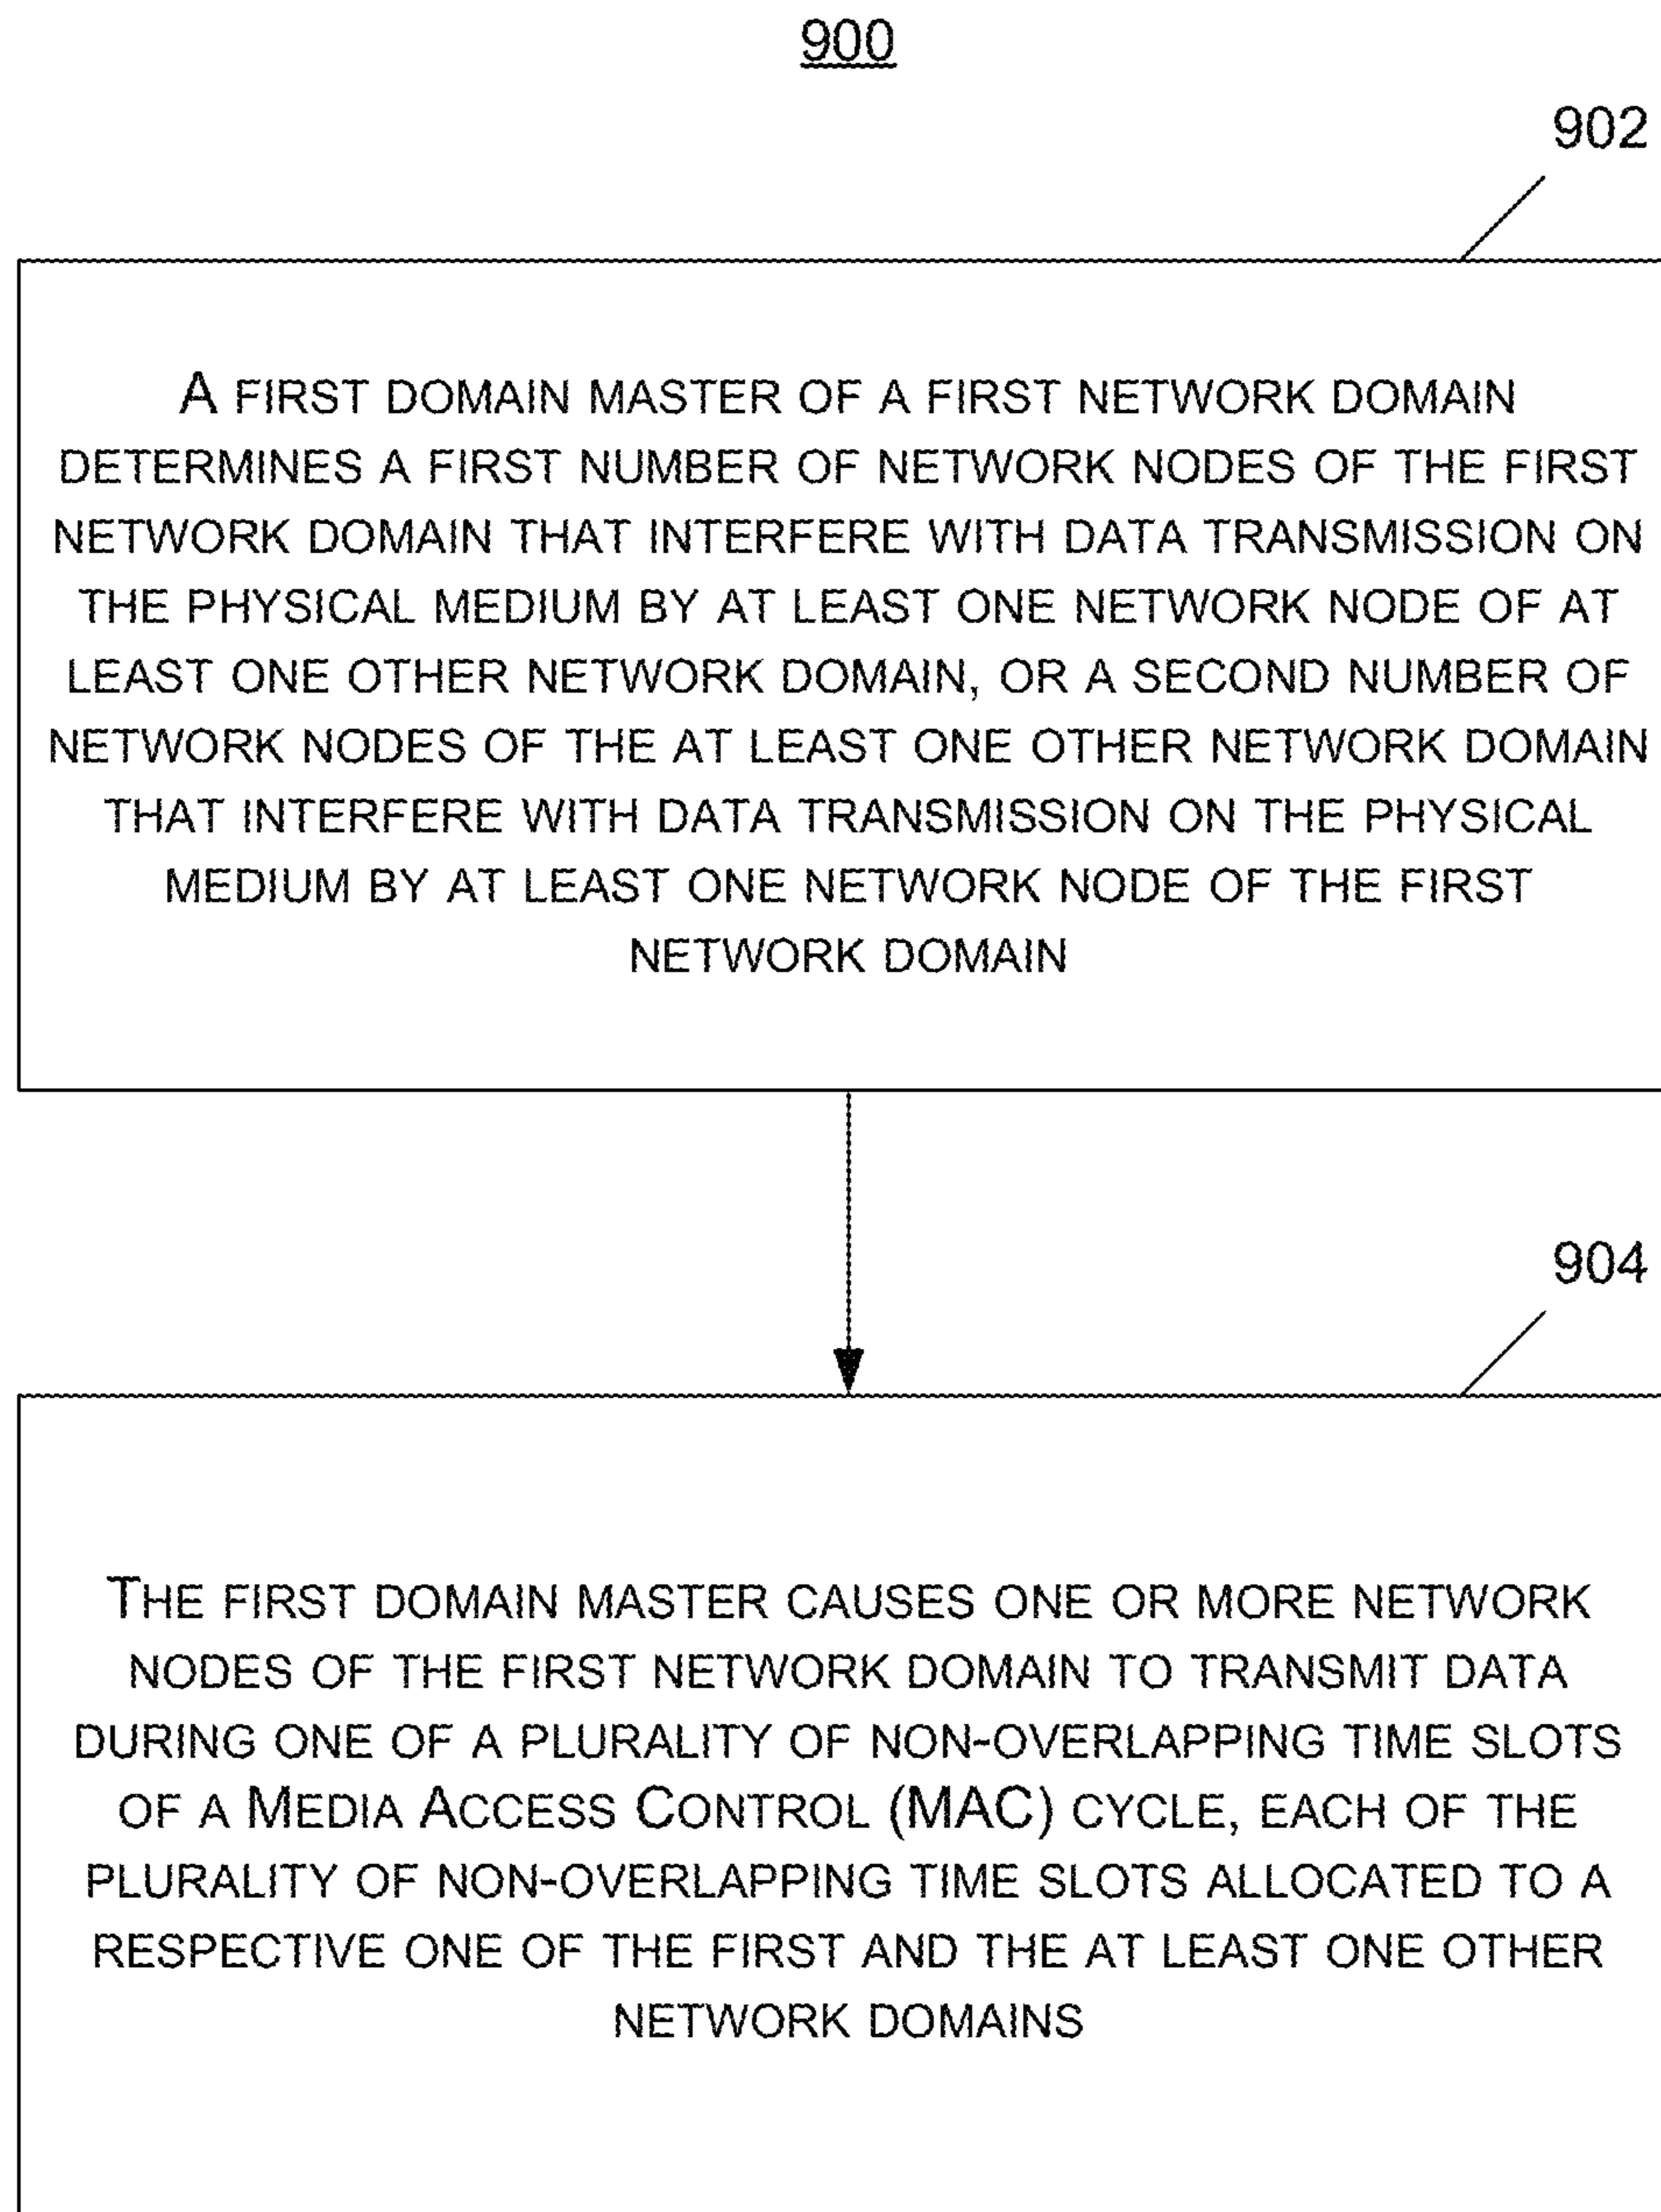 900
902
A FIRST DOMAIN MASTER OF A FIRST NETWORK DOMAIN
DETERMINES A FIRST NUMBER OF NETWORK NODES OF THE FIRST
NETWORK DOMAIN THAT INTERFERE WITH DATA TRANSMISSION ON
THE PHYSICAL MEDIUM BY AT LEAST ONE NETWORK NODE OF AT
LEAST ONE OTHER NETWORK DOMAIN, OR A SECOND NUMBER OF
NETWORK NODES OF THE AT LEAST ONE OTHER NETWORK DOMAIN
THAT INTERFERE WITH DATA TRANSMISSION ON THE PHYSICAL
MEDIUM BY AT LEAST ONE NETWORK NODE OF THE FIRST
NETWORK DOMAIN
904
THE FIRST DOMAIN MASTER CAUSES ONE OR MORE NETWORK
NODES OF THE FIRST NETWORK DOMAIN TO TRANSMIT DATA
DURING ONE OF A PLURALITY OF NON-OVERLAPPING TIME SLOTS
OF A MEDIA ACCESS CONTROL (MAC) CYCLE, EACH OF THE
PLURALITY OF NON-OVERLAPPING TIME SLOTS ALLOCATED TO A
RESPECTIVE ONE OF THE FIRST AND THE AT LEAST ONE OTHER
NETWORK DOMAINS